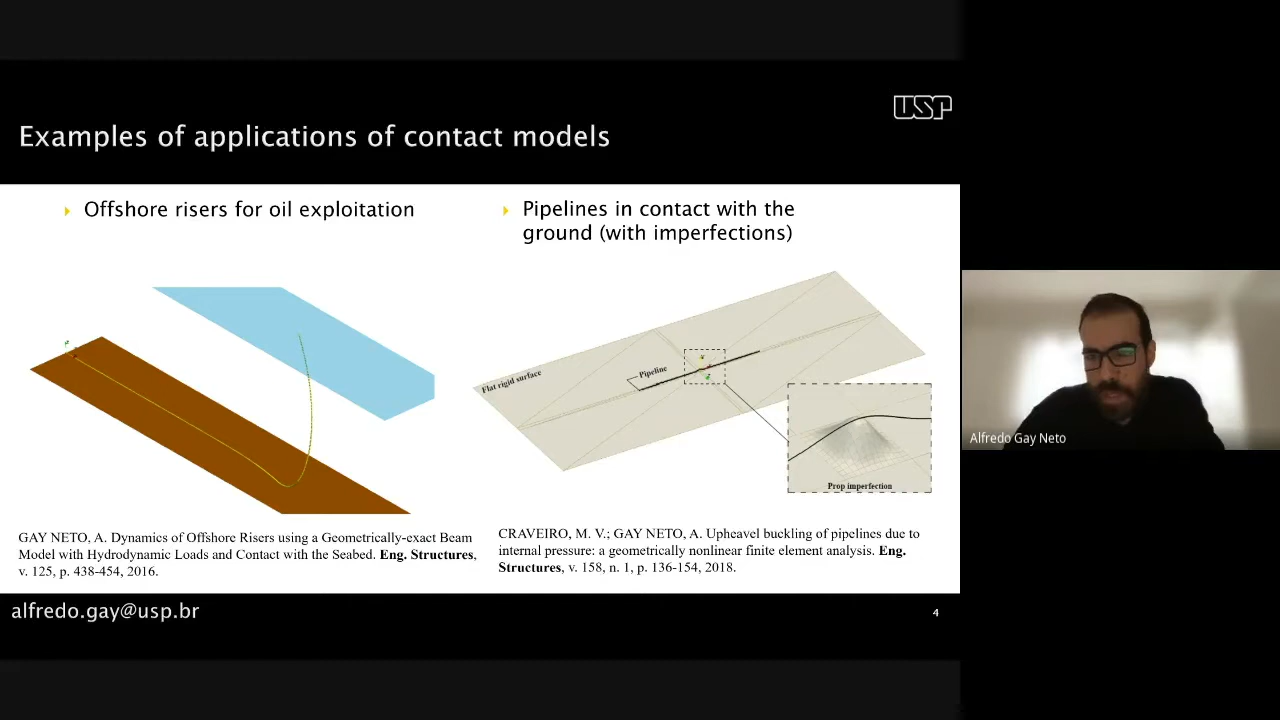 USP
Examples of applications of contact models
Offshore risers for oil exploitation
Pipelines in contact with the
ground (with imperfections)
Flat rigid surface
Pipeline
Prop imperfection
GAY NETO, A. Dynamics of Offshore Risers using a Geometrically-exact Beam
Model with Hydrodynamic Loads and Contact with the Seabed. Eng. Structures,
v. 125, p. 438-454, 2016.
CRAVEIRO, M. V.; GAY NETO, A. Upheavel buckling of pipelines due to
internal pressure: a geometrically nonlinear finite element analysis. Eng.
Structures, v. 158, n. 1, p. 136-154, 2018.
alfredo.gay@usp.br
4
Alfredo Gay Neto